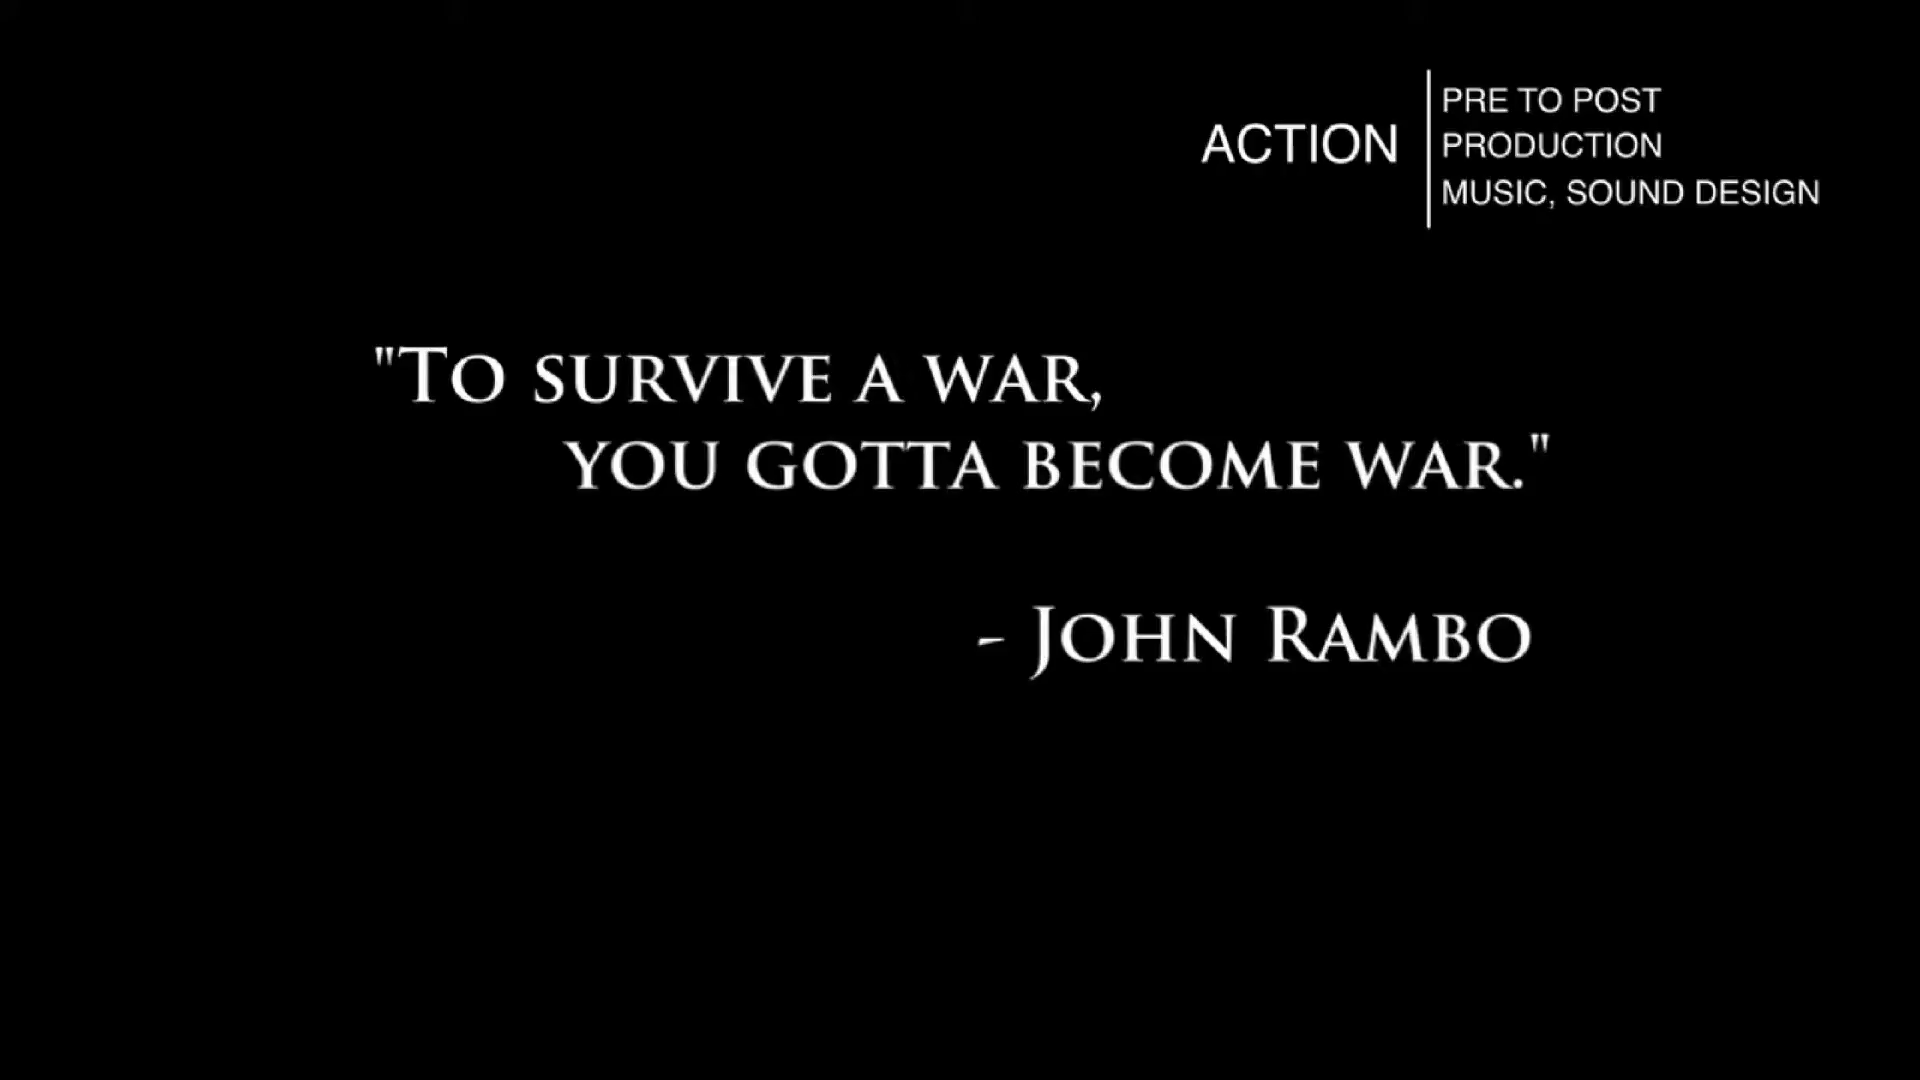 ACTION
PRE TO POST
PRODUCTION
MUSIC, SOUND DESIGN
"To survive a war,
you gotta become war."
- John Rambo